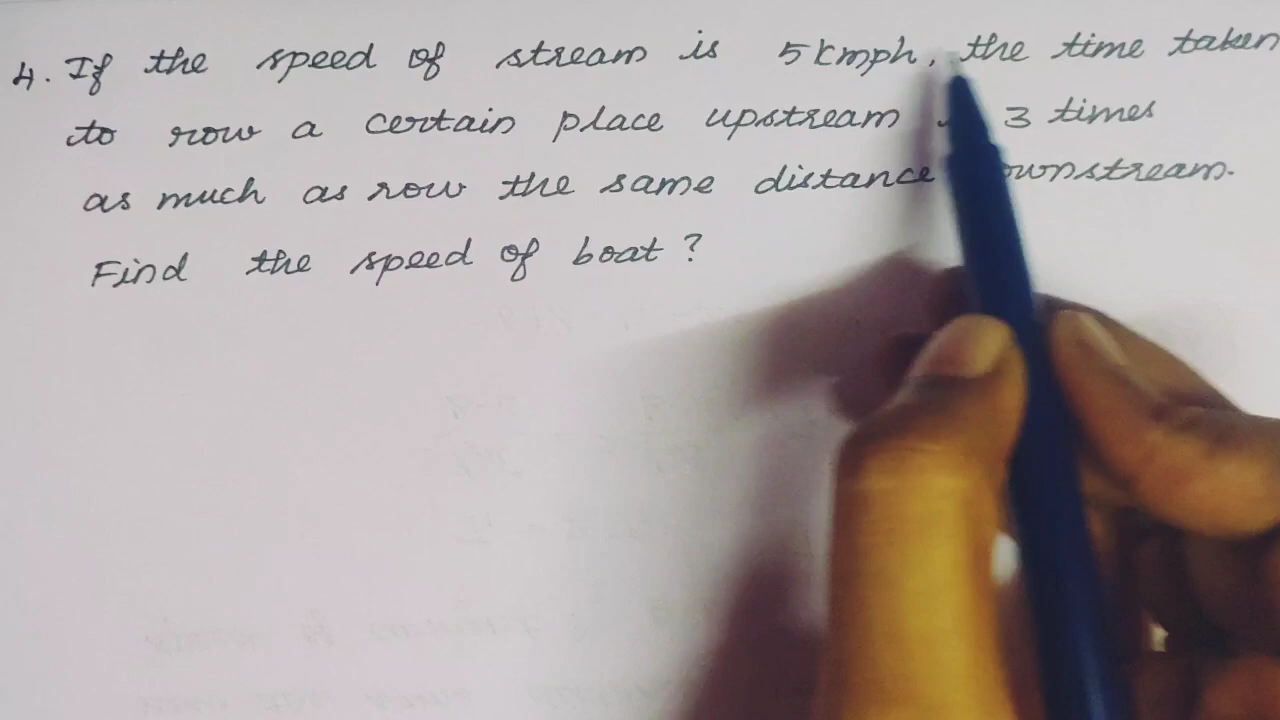 4. If the speed of stream is 5kmph, the time taken
to row a certain place upstream 3 times
as much as row the same distance ownstream.
Find the speed of boat ?